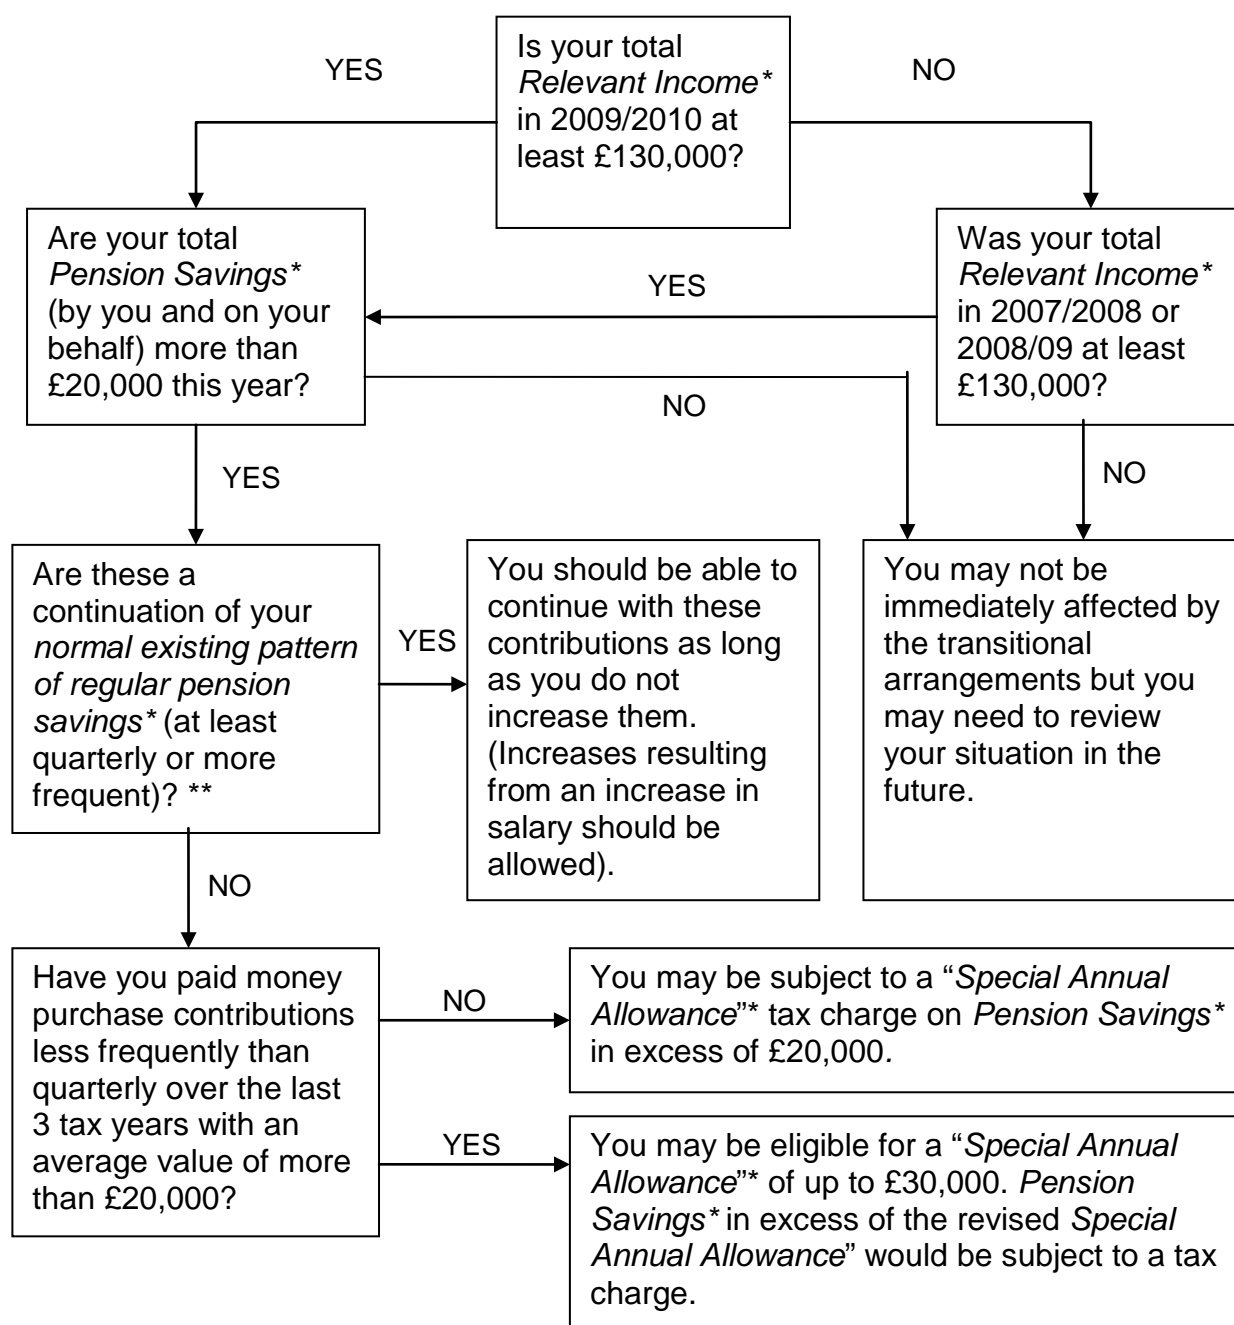 Is your total
Relevant Income*
in 2009/2010 at
least £130,000?
YES
NO
Are your total
Pension Savings*
(by you and on your
behalf) more than
£20,000 this year?
YES
Was your total
Relevant Income*
in 2007/2008 or
2008/09 at least
£130,000?
NO
YES
NO
Are these a
continuation of your
normal existing pattern
of regular pension
savings* (at least
quarterly or more
frequent)? **
YES
You should be able to
continue with these
contributions as long
as you do not
increase them.
(Increases resulting
from an increase in
salary should be
allowed).
You may not be
immediately affected by
the transitional
arrangements but you
may need to review
your situation in the
future.
NO
Have you paid money
purchase contributions
less frequently than
quarterly over the last
3 tax years with an
average value of more
than £20,000?
NO
You may be subject to a “Special Annual
Allowance”* tax charge on Pension Savings*
in excess of £20,000.
YES
You may be eligible for a “Special Annual
Allowance”* of up to £30,000. Pension
Savings* in excess of the revised Special
Annual Allowance” would be subject to a tax
charge.